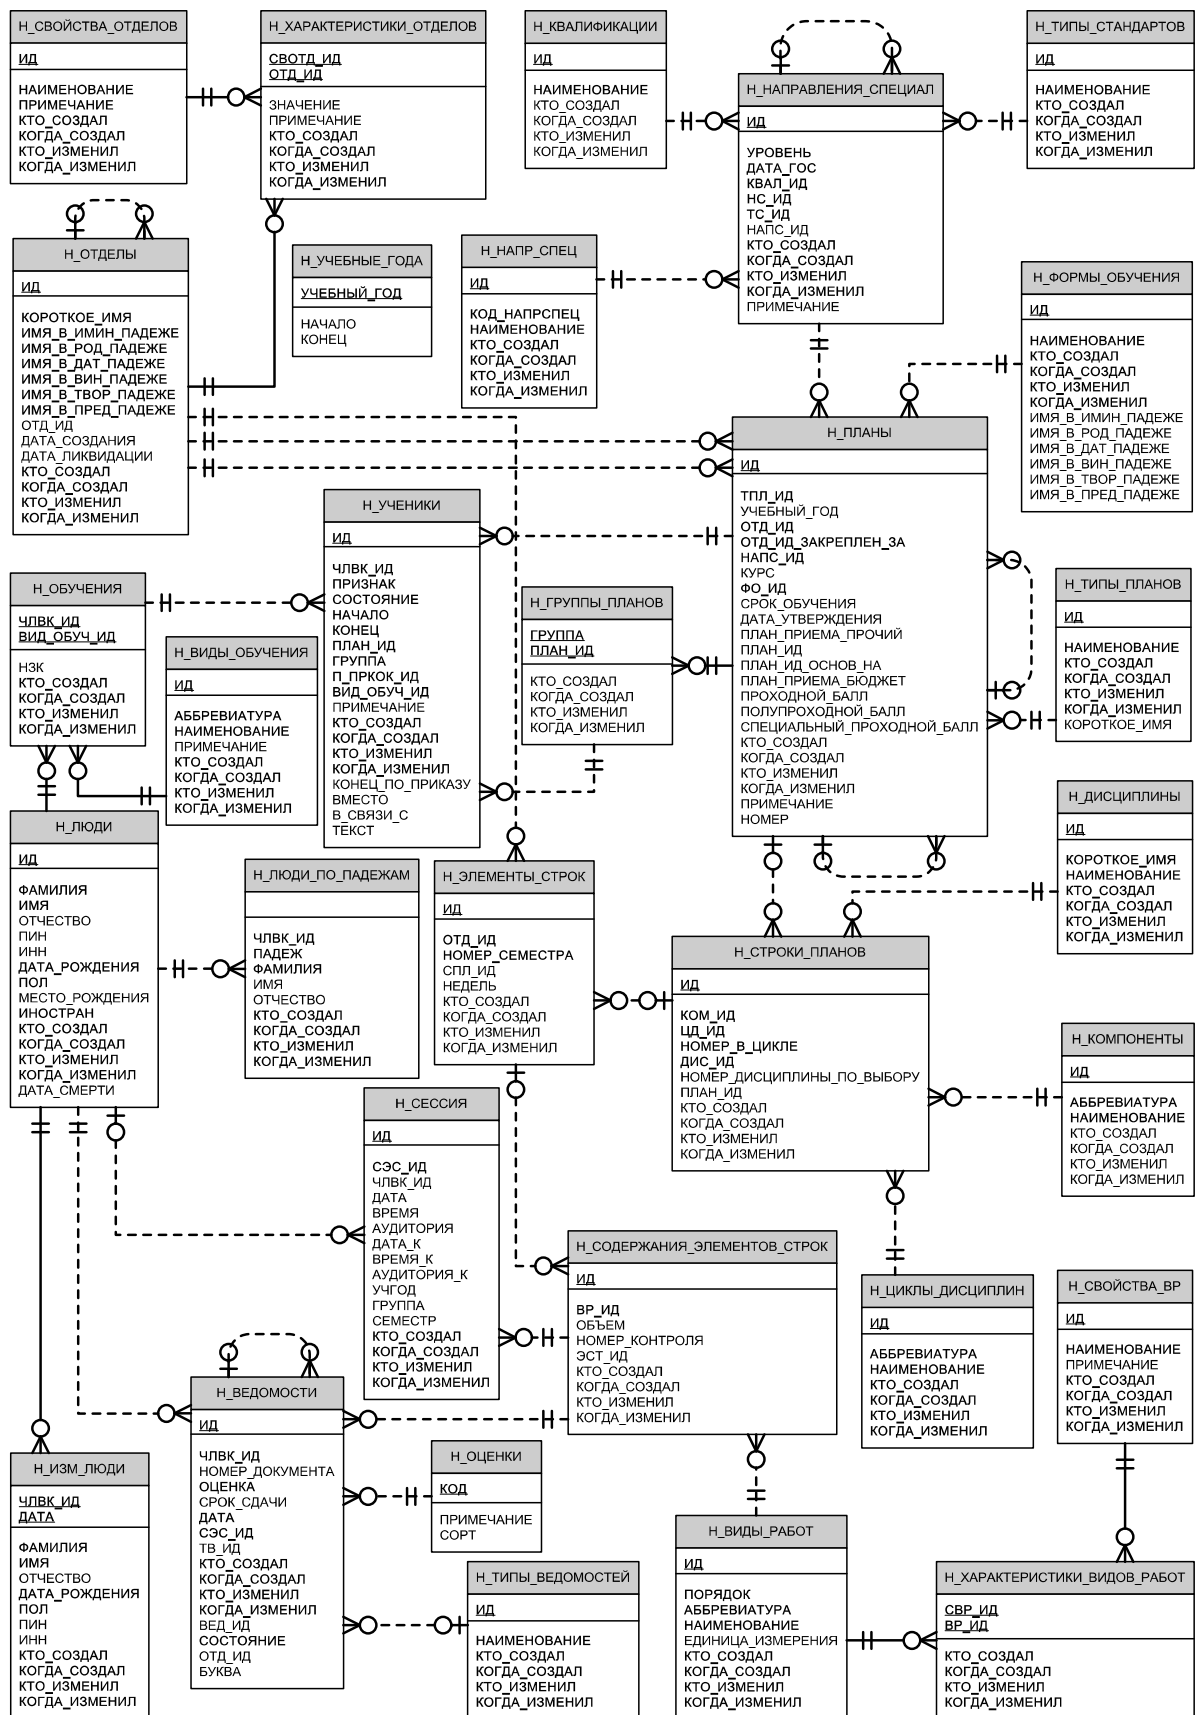 Н_СВОЙСТВА_ОТДЕЛОВ
ИД
НАИМЕНОВАНИЕ
ПРИМЕЧАНИЕ
КТО_СОЗДАЛ
КОГДА_СОЗДАЛ
КТО_ИЗМЕНИЛ
КОГДА_ИЗМЕНИЛ
Н_ХАРАКТЕРИСТИКИ_ОТДЕЛОВ
СВОТД_ИД
ОТД_ИД
ЗНАЧЕНИЕ
ПРИМЕЧАНИЕ
КТО_СОЗДАЛ
КОГДА_СОЗДАЛ
КТО_ИЗМЕНИЛ
КОГДА_ИЗМЕНИЛ
Н_КВАЛИФИКАЦИИ
ИД
НАИМЕНОВАНИЕ
КТО_СОЗДАЛ
КОГДА_СОЗДАЛ
КТО_ИЗМЕНИЛ
КОГДА_ИЗМЕНИЛ
Н_НАПРАВЛЕНИЯ_СПЕЦИАЛ
ИД
УРОВЕНЬ
ДАТА_ГОС
КВАЛ_ИД
НС_ИД
ТС_ИД
НАПС_ИД
КТО_СОЗДАЛ
КОГДА_СОЗДАЛ
КТО_ИЗМЕНИЛ
КОГДА_ИЗМЕНИЛ
ПРИМЕЧАНИЕ
Н_ТИПЫ_СТАНДАРТОВ
ИД
НАИМЕНОВАНИЕ
КТО_СОЗДАЛ
КОГДА_СОЗДАЛ
КТО_ИЗМЕНИЛ
КОГДА_ИЗМЕНИЛ
Н_ОТДЕЛЫ
ИД
КОРОТКОЕ_ИМЯ
ИМЯ_В_ИМИН_ПАДЕЖЕ
ИМЯ_В_РОД_ПАДЕЖЕ
ИМЯ_В_ДАТ_ПАДЕЖЕ
ИМЯ_В_ВИН_ПАДЕЖЕ
ИМЯ_В_ТВОР_ПАДЕЖЕ
ИМЯ_В_ПРЕД_ПАДЕЖЕ
ОТД_ИД
ДАТА_СОЗДАНИЯ
ДАТА_ЛИКВИДАЦИИ
КТО_СОЗДАЛ
КОГДА_СОЗДАЛ
КТО_ИЗМЕНИЛ
КОГДА_ИЗМЕНИЛ
Н_УЧЕБНЫЕ_ГОДА
УЧЕБНЫЙ_ГОД
НАЧАЛО
КОНЕЦ
Н_НАПР_СПЕЦ
ИД
КОД_НАПРСПЕЦ
НАИМЕНОВАНИЕ
КТО_СОЗДАЛ
КОГДА_СОЗДАЛ
КТО_ИЗМЕНИЛ
КОГДА_ИЗМЕНИЛ
Н_ФОРМЫ_ОБУЧЕНИЯ
ИД
НАИМЕНОВАНИЕ
КТО_СОЗДАЛ
КОГДА_СОЗДАЛ
КТО_ИЗМЕНИЛ
КОГДА_ИЗМЕНИЛ
ИМЯ_В_ИМИН_ПАДЕЖЕ
ИМЯ_В_РОД_ПАДЕЖЕ
ИМЯ_В_ДАТ_ПАДЕЖЕ
ИМЯ_В_ВИН_ПАДЕЖЕ
ИМЯ_В_ТВОР_ПАДЕЖЕ
ИМЯ_В_ПРЕД_ПАДЕЖЕ
Н_ПЛАНЫ
ИД
ТПЛ_ИД
УЧЕБНЫЙ_ГОД
ОТД_ИД
ОТД_ИД_ЗАКРЕПЛЕН_ЗА
НАПС_ИД
КУРС
ФО_ИД
СРОК_ОБУЧЕНИЯ
ДАТА_УТВЕРЖДЕНИЯ
ПЛАН_ПРИЕМА_ПРОЧИЙ
ПЛАН_ИД
ПЛАН_ИД_ОСНОВ_НА
ПЛАН_ПРИЕМА_БЮДЖЕТ
ПРОХОДНОЙ_БАЛЛ
ПОЛУПРОХОДНОЙ_БАЛЛ
СПЕЦИАЛЬНЫЙ_ПРОХОДНОЙ_БАЛЛ
КТО_СОЗДАЛ
КОГДА_СОЗДАЛ
КТО_ИЗМЕНИЛ
КОГДА_ИЗМЕНИЛ
ПРИМЕЧАНИЕ
НОМЕР
Н_УЧЕНИКИ
ИД
ЧЛВК_ИД
ПРИЗНАК
СОСТОЯНИЕ
НАЧАЛО
КОНЕЦ
ПЛАН_ИД
ГРУППА
П_ПРКОК_ИД
ВИД_ОБУЧ_ИД
ПРИМЕЧАНИЕ
КТО_СОЗДАЛ
КОГДА_СОЗДАЛ
КТО_ИЗМЕНИЛ
КОГДА_ИЗМЕНИЛ
КОНЕЦ_ПО_ПРИКАЗУ
ВМЕСТО
В_СВЯЗИ_С
ТЕКСТ
Н_ОБУЧЕНИЯ
ЧЛВК_ИД
ВИД_ОБУЧ_ИД
НЗК
КТО_СОЗДАЛ
КОГДА_СОЗДАЛ
КТО_ИЗМЕНИЛ
КОГДА_ИЗМЕНИЛ
Н_ВИДЫ_ОБУЧЕНИЯ
ИД
АББРЕВИАТУРА
НАИМЕНОВАНИЕ
ПРИМЕЧАНИЕ
КТО_СОЗДАЛ
КОГДА_СОЗДАЛ
КТО_ИЗМЕНИЛ
КОГДА_ИЗМЕНИЛ
Н_ГРУППЫ_ПЛАНОВ
ГРУППА
ПЛАН_ИД
КТО_СОЗДАЛ
КОГДА_СОЗДАЛ
КТО_ИЗМЕНИЛ
КОГДА_ИЗМЕНИЛ
Н_ТИПЫ_ПЛАНОВ
ИД
НАИМЕНОВАНИЕ
КТО_СОЗДАЛ
КОГДА_СОЗДАЛ
КТО_ИЗМЕНИЛ
КОГДА_ИЗМЕНИЛ
КОРОТКОЕ_ИМЯ
Н_ЛЮДИ
ИД
ФАМИЛИЯ
ИМЯ
ОТЧЕСТВО
ПИН
ИНН
ДАТА_РОЖДЕНИЯ
ПОЛ
МЕСТО_РОЖДЕНИЯ
ИНОСТРАН
КТО_СОЗДАЛ
КОГДА_СОЗДАЛ
КТО_ИЗМЕНИЛ
КОГДА_ИЗМЕНИЛ
ДАТА_СМЕРТИ
Н_ЛЮДИ_ПО_ПАДЕЖАМ
ЧЛВК_ИД
ПАДЕЖ
ФАМИЛИЯ
ИМЯ
ОТЧЕСТВО
КТО_СОЗДАЛ
КОГДА_СОЗДАЛ
КТО_ИЗМЕНИЛ
КОГДА_ИЗМЕНИЛ
Н_ЭЛЕМЕНТЫ_СТРОК
ИД
ОТД_ИД
НОМЕР_СЕМЕСТРА
СПЛ_ИД
НЕДЕЛЬ
КТО_СОЗДАЛ
КОГДА_СОЗДАЛ
КТО_ИЗМЕНИЛ
КОГДА_ИЗМЕНИЛ
Н_ДИСЦИПЛИНЫ
ИД
КОРОТКОЕ_ИМЯ
НАИМЕНОВАНИЕ
КТО_СОЗДАЛ
КОГДА_СОЗДАЛ
КТО_ИЗМЕНИЛ
КОГДА_ИЗМЕНИЛ
Н_СТРОКИ_ПЛАНОВ
ИД
КОМ_ИД
ЦД_ИД
НОМЕР_В_ЦИКЛЕ
ДИС_ИД
НОМЕР_ДИСЦИПЛИНЫ_ПО_ВЫБОРУ
ПЛАН_ИД
КТО_СОЗДАЛ
КОГДА_СОЗДАЛ
КТО_ИЗМЕНИЛ
КОГДА_ИЗМЕНИЛ
Н_КОМПОНЕНТЫ
ИД
АББРЕВИАТУРА
НАИМЕНОВАНИЕ
КТО_СОЗДАЛ
КОГДА_СОЗДАЛ
КТО_ИЗМЕНИЛ
КОГДА_ИЗМЕНИЛ
Н_СЕССИЯ
ИД
СЭС_ИД
ЧЛВК_ИД
ДАТА
ВРЕМЯ
АУДИТОРИЯ
ДАТА_К
ВРЕМЯ_К
АУДИТОРИЯ_К
УЧГОД
ГРУППА
СЕМЕСТР
КТО_СОЗДАЛ
КОГДА_СОЗДАЛ
КТО_ИЗМЕНИЛ
КОГДА_ИЗМЕНИЛ
Н_СОДЕРЖАНИЯ_ЭЛЕМЕНТОВ_СТРОК
ИД
ВР_ИД
ОБЪЕМ
НОМЕР_КОНТРОЛЯ
ЭСТ_ИД
КТО_СОЗДАЛ
КОГДА_СОЗДАЛ
КТО_ИЗМЕНИЛ
КОГДА_ИЗМЕНИЛ
Н_ЦИКЛЫ_ДИСЦИПЛИН
ИД
АББРЕВИАТУРА
НАИМЕНОВАНИЕ
КТО_СОЗДАЛ
КОГДА_СОЗДАЛ
КТО_ИЗМЕНИЛ
КОГДА_ИЗМЕНИЛ
Н_СВОЙСТВА_ВР
ИД
НАИМЕНОВАНИЕ
ПРИМЕЧАНИЕ
КТО_СОЗДАЛ
КОГДА_СОЗДАЛ
КТО_ИЗМЕНИЛ
КОГДА_ИЗМЕНИЛ
Н_ВЕДОМОСТИ
ИД
ЧЛВК_ИД
НОМЕР_ДОКУМЕНТА
ОЦЕНКА
СРОК_СДАЧИ
ДАТА
СЭС_ИД
ТВ_ИД
КТО_СОЗДАЛ
КОГДА_СОЗДАЛ
КТО_ИЗМЕНИЛ
КОГДА_ИЗМЕНИЛ
ВЕД_ИД
СОСТОЯНИЕ
ОТД_ИД
БУКВА
Н_ИЗМ_ЛЮДИ
ЧЛВК_ИД
ДАТА
ФАМИЛИЯ
ИМЯ
ОТЧЕСТВО
ДАТА_РОЖДЕНИЯ
ПОЛ
ПИН
ИНН
КТО_СОЗДАЛ
КОГДА_СОЗДАЛ
КТО_ИЗМЕНИЛ
КОГДА_ИЗМЕНИЛ
Н_ОЦЕНКИ
КОД
ПРИМЕЧАНИЕ
СОРТ
Н_ТИПЫ_ВЕДОМОСТЕЙ
ИД
НАИМЕНОВАНИЕ
КТО_СОЗДАЛ
КОГДА_СОЗДАЛ
КТО_ИЗМЕНИЛ
КОГДА_ИЗМЕНИЛ
Н_ВИДЫ_РАБОТ
ИД
ПОРЯДОК
АББРЕВИАТУРА
НАИМЕНОВАНИЕ
ЕДИНИЦА_ИЗМЕРЕНИЯ
КТО_СОЗДАЛ
КОГДА_СОЗДАЛ
КТО_ИЗМЕНИЛ
КОГДА_ИЗМЕНИЛ
Н_ХАРАКТЕРИСТИКИ_ВИДОВ_РАБОТ
СВР_ИД
ВР_ИД
КТО_СОЗДАЛ
КОГДА_СОЗДАЛ
КТО_ИЗМЕНИЛ
КОГДА_ИЗМЕНИЛ